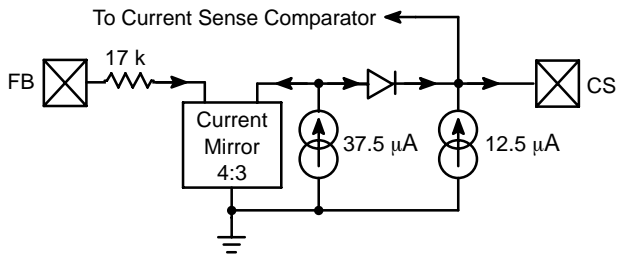 To Current Sense Comparator
17 k
FB
CS
Current
Mirror
4:3
37.5 μA
12.5 μA